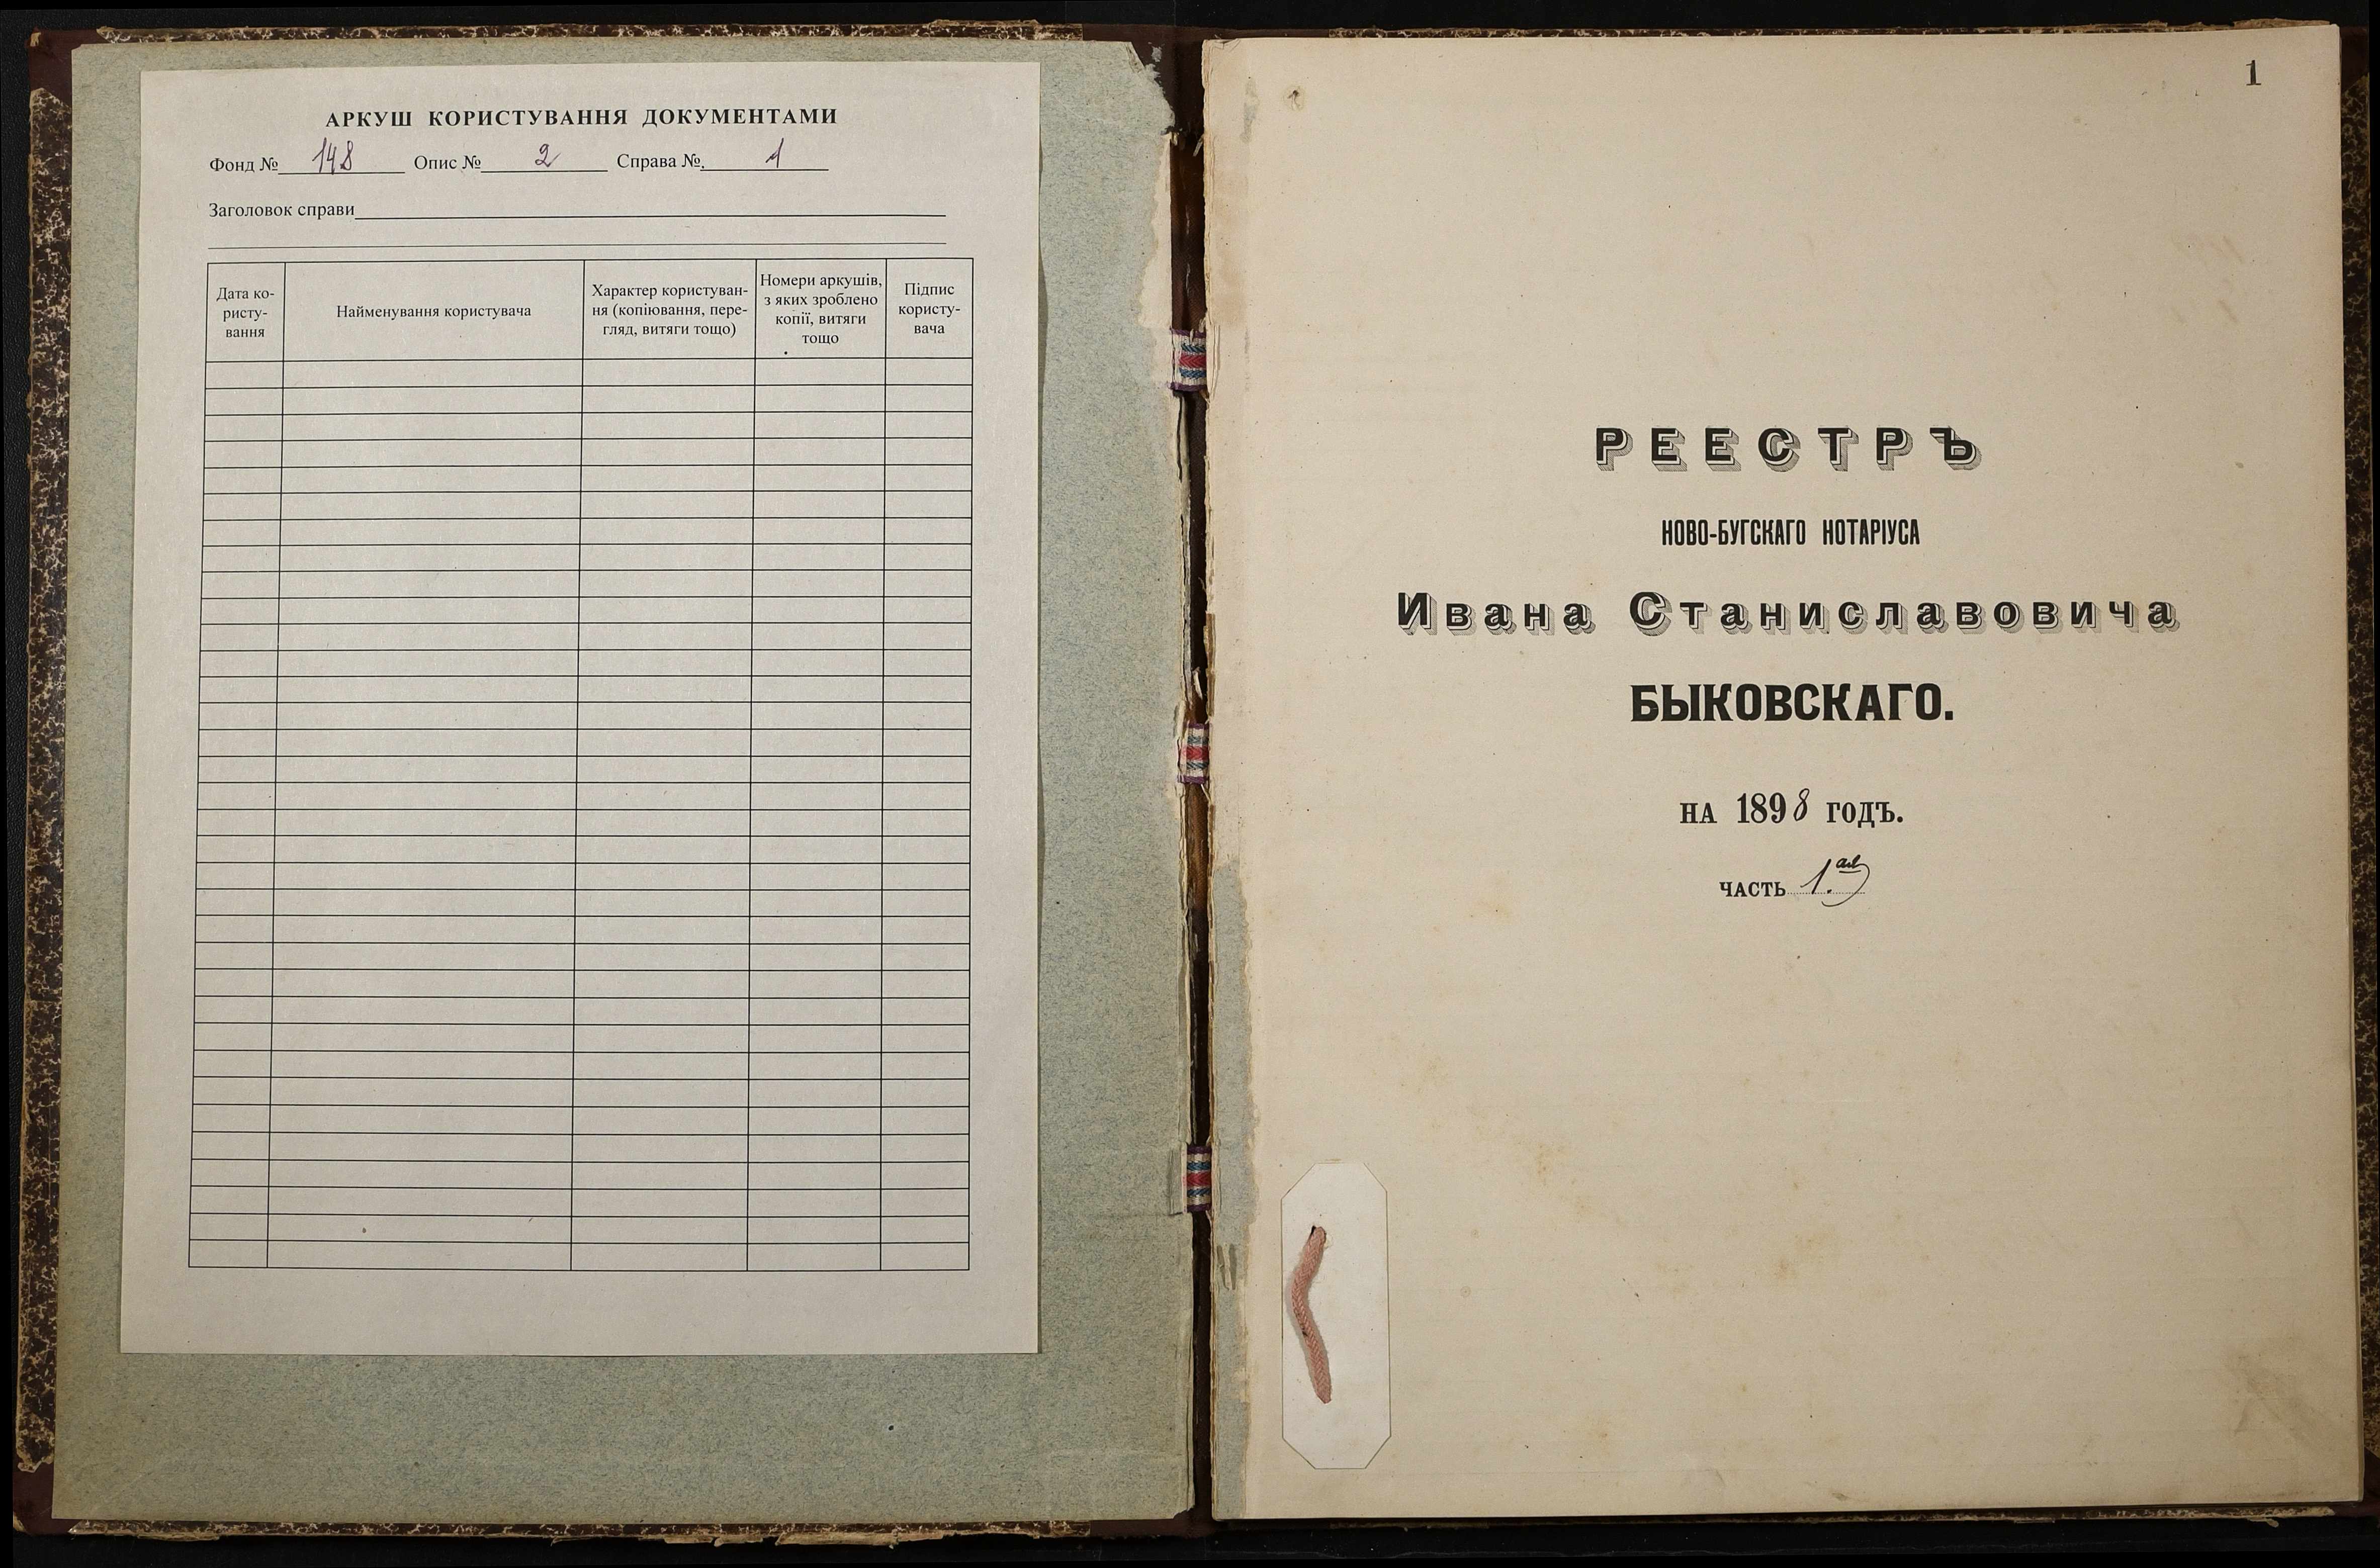 АРКУШ КОРИСТУВАННЯ ДОКУМЕНТАМИ
Фонд № 148 Опис № 2 Справа №. 1
Заголовок справи
Дата ко-
ристу-
вання
Найменування користувача
Характер користуван-
ня (копіювання, пере-
гляд, витяги тощо)
Номери аркушів,
з яких зроблено
копії, витяги
тощо
Підпис
користу-
вача
1
РЕЕСТРЪ
НОВО-БУГСКАГО НОТАРІУСА
Ивана Станиславовича
БЫКОВСКАГО.
НА 1898 ГОДЪ.
ЧАСТЬ 1.ая